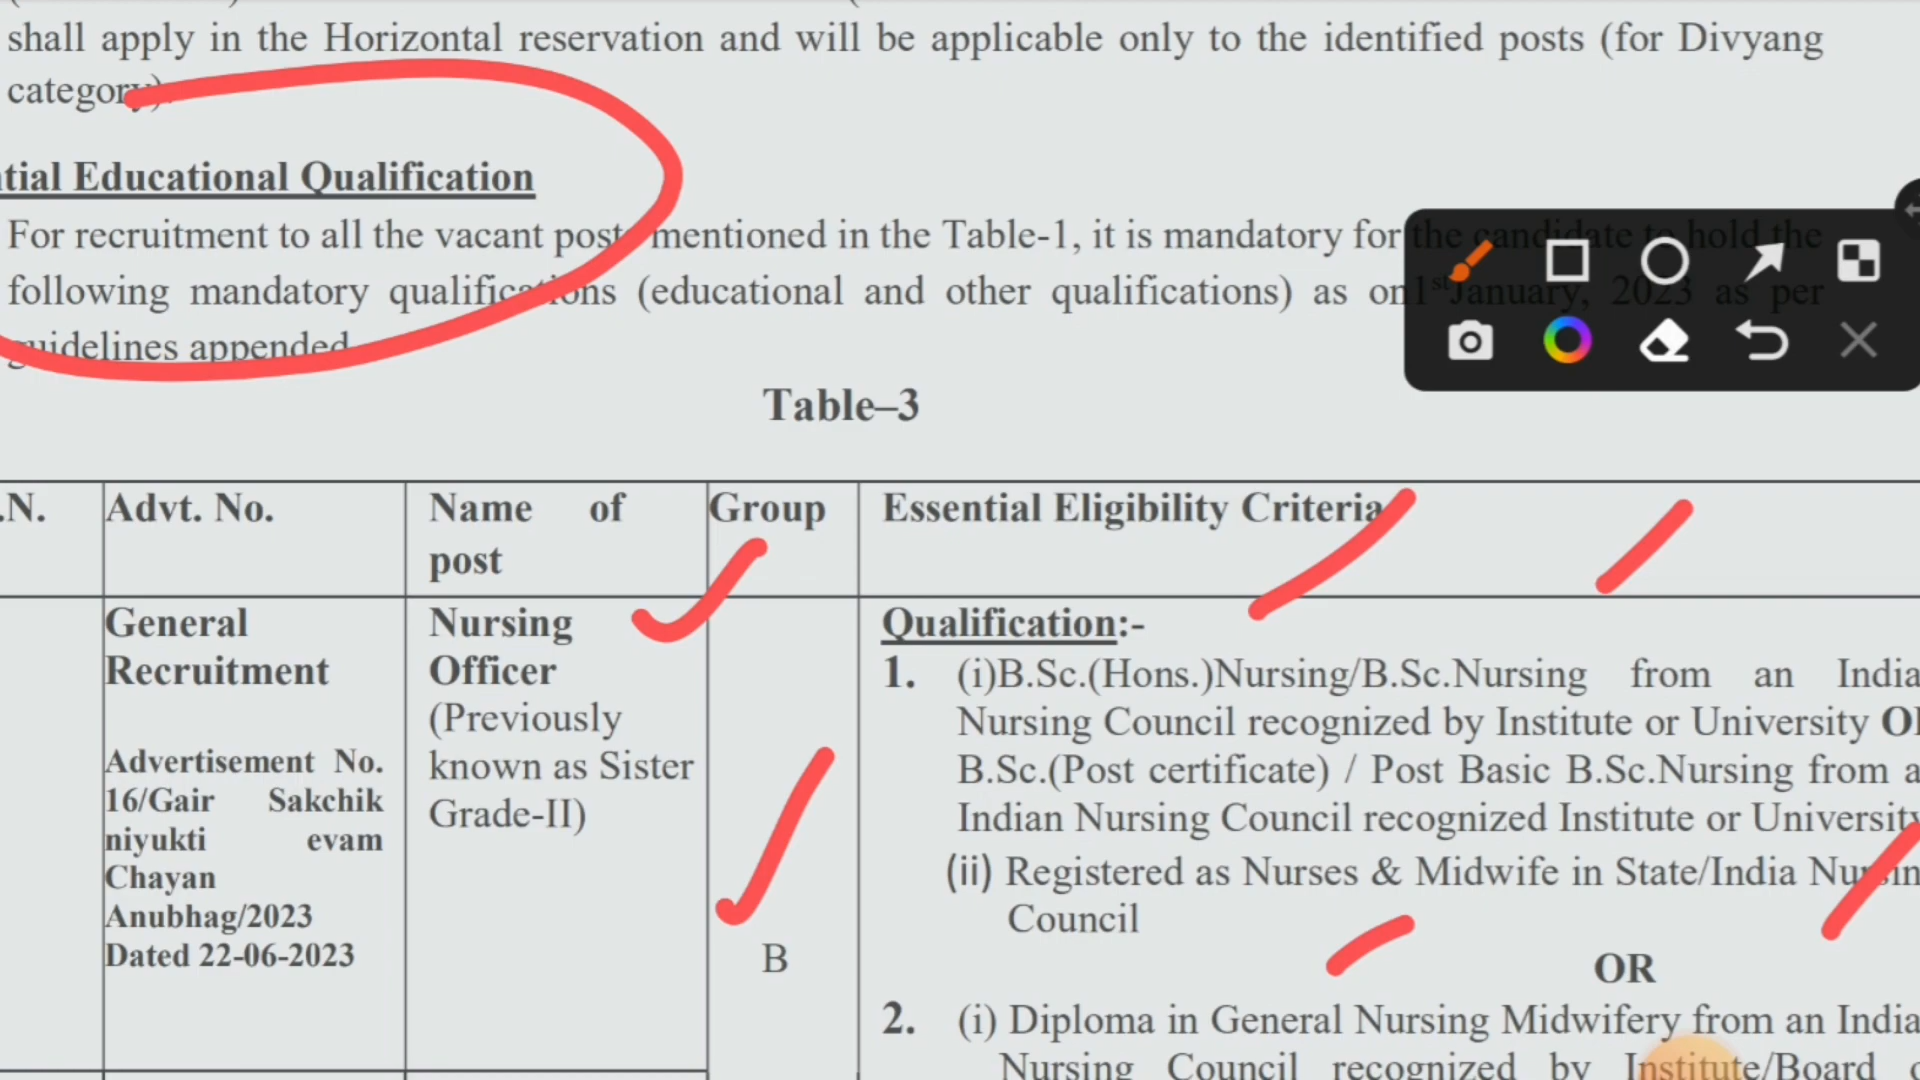 shall apply in the Horizontal reservation and will be applicable only to the identified posts (for Divyang
category).
tial Educational Qualification
For recruitment to all the vacant posts mentioned in the Table-1, it is mandatory for the candidate to hold the
following mandatory qualifications (educational and other qualifications) as on1st January, 2023 as per
guidelines appended
Table–3
.N.
Advt. No.
Name of
post
Group
Essential Eligibility Criteria
General
Recruitment
Advertisement No.
16/Gair Sakchik
niyukti evam
Chayan
Anubhag/2023
Dated 22-06-2023
Nursing
Officer
(Previously
known as Sister
Grade-II)
B
Qualification:-
1. (i)B.Sc.(Hons.)Nursing/B.Sc.Nursing from an India
Nursing Council recognized by Institute or University
B.Sc.(Post certificate) / Post Basic B.Sc.Nursing from a
Indian Nursing Council recognized Institute or University
(ii) Registered as Nurses & Midwife in State/India
Council
OR
2. (i) Diploma in General Nursing Midwifery from an India
Nursing Council recognized by Institute/Board